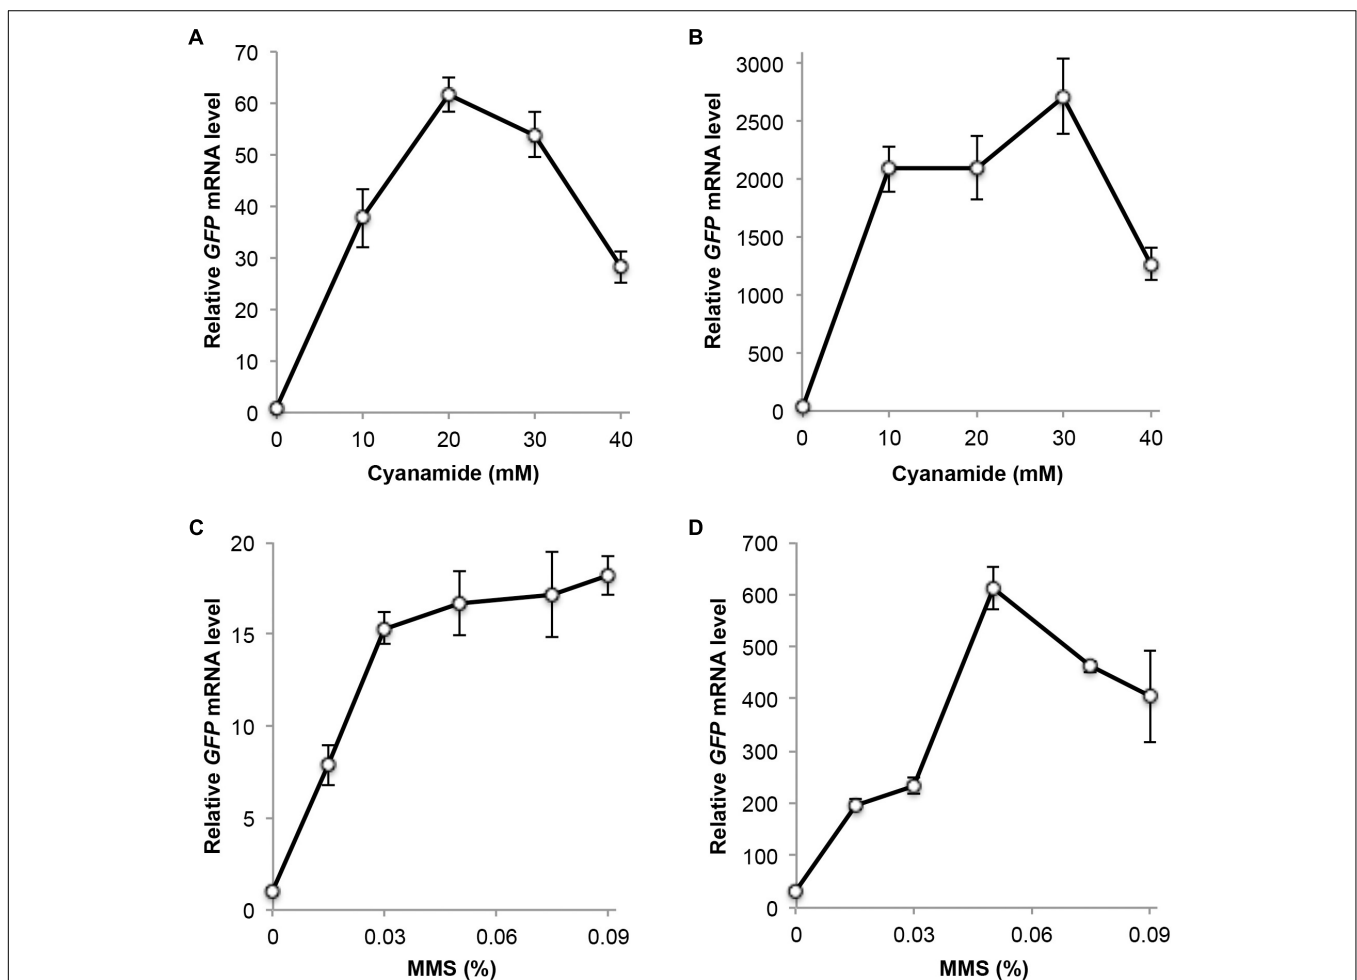 A
Relative GFP mRNA level
70
60
50
40
30
20
10
0
0 10 20 30 40
Cyanamide (mM)
B
Relative GFP mRNA level
3000
2500
2000
1500
1000
500
0
0 10 20 30 40
Cyanamide (mM)
C
Relative GFP mRNA level
20
15
10
5
0
0 0.03 0.06 0.09
MMS (%)
D
Relative GFP mRNA level
700
600
500
400
300
200
100
0
0 0.03 0.06 0.09
MMS (%)